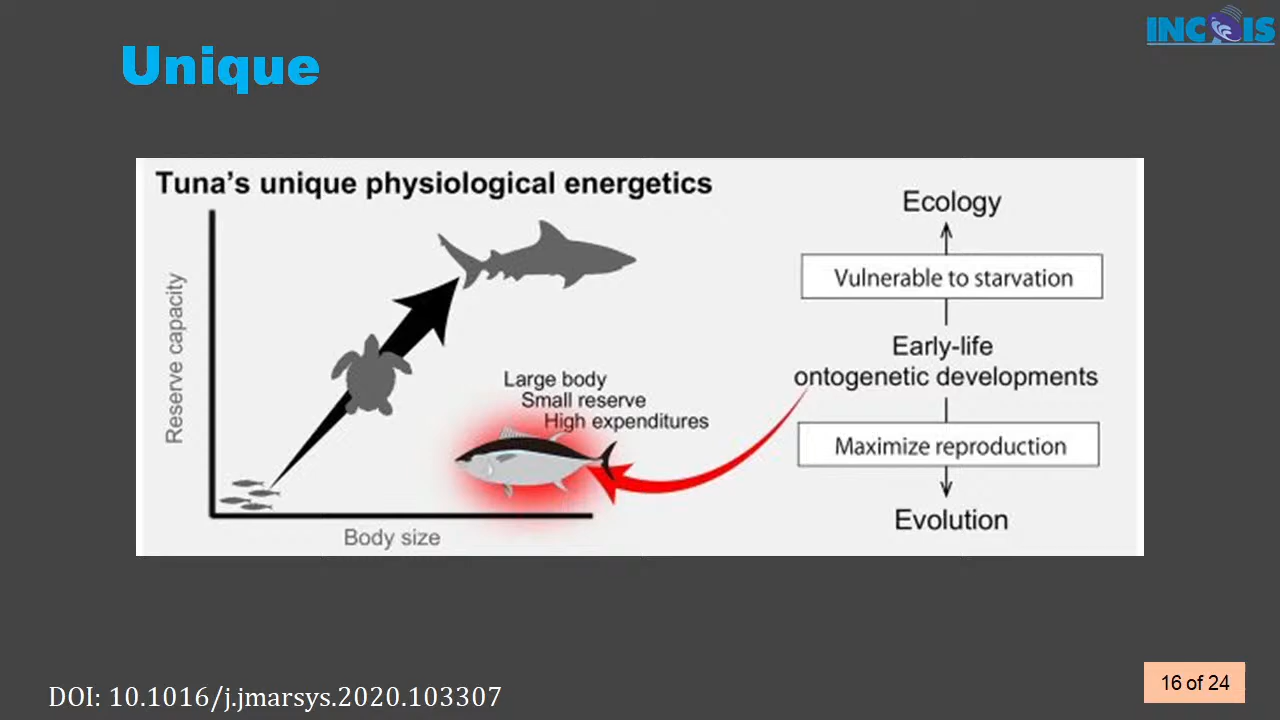 INCOIS
Unique
Tuna's unique physiological energetics
Reserve capacity
Body size
Large body
Small reserve
High expenditures
Ecology
Vulnerable to starvation
Early-life
ontogenetic developments
Maximize reproduction
Evolution
DOI: 10.1016/j.jmarsys.2020.103307
16 of 24